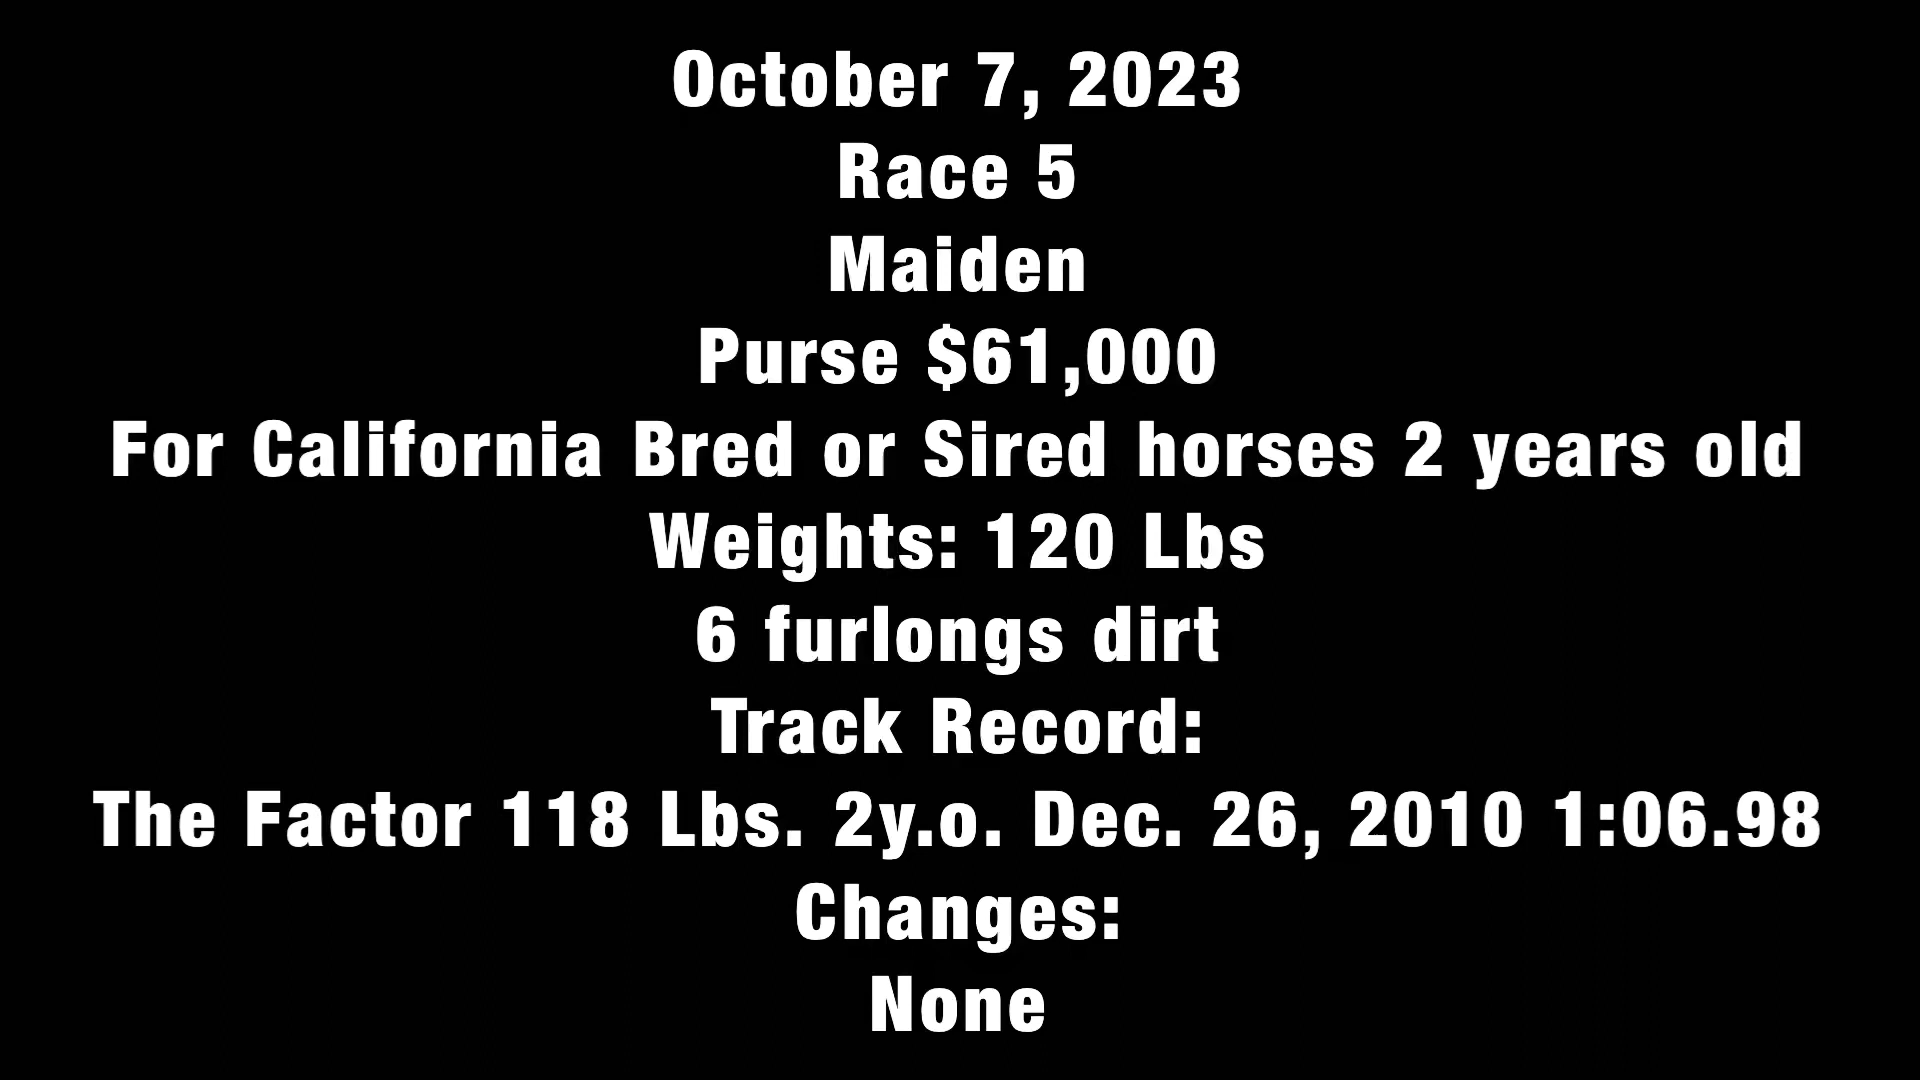 October 7, 2023
Race 5
Maiden
Purse $61,000
For California Bred or Sired horses 2 years old
Weights: 120 Lbs
6 furlongs dirt
Track Record:
The Factor 118 Lbs. 2y.o. Dec. 26, 2010 1:06.98
Changes:
None